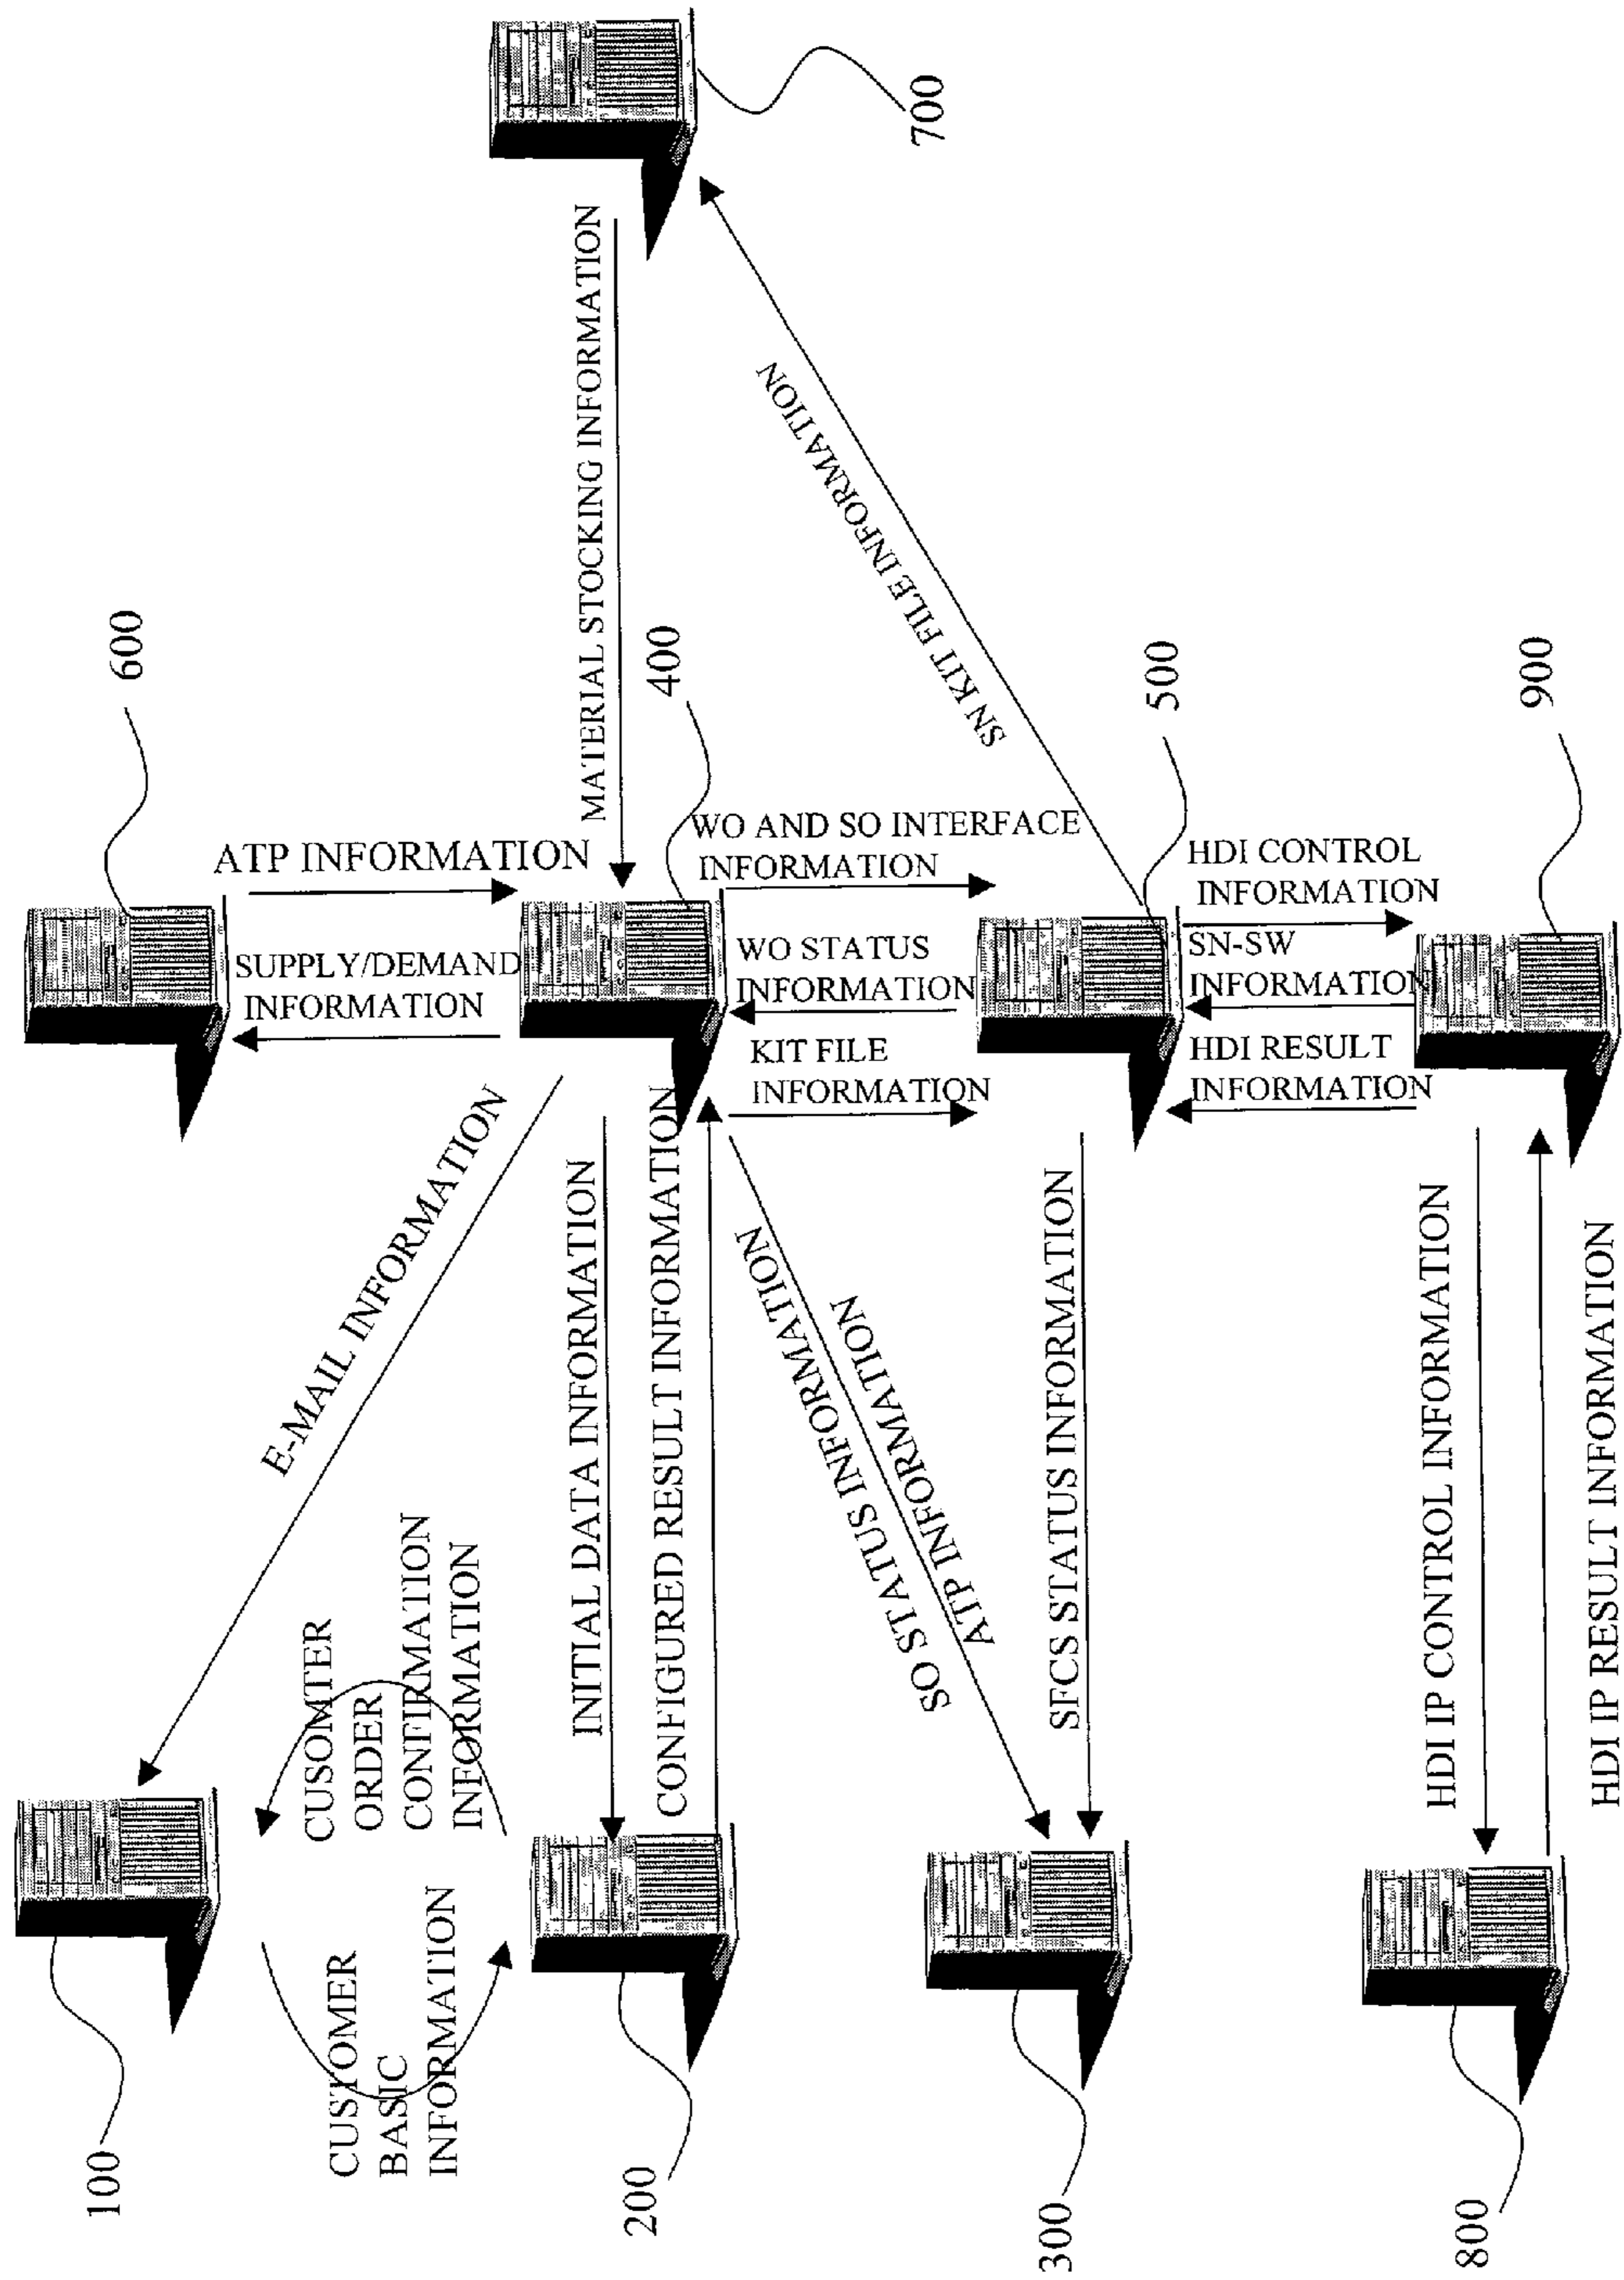 700
MATERIAL STOCKING INFORMATION
SN KIT FILE INFORMATION
600
400
500
900
ATP INFORMATION
SUPPLY/DEMAND
INFORMATION
WO AND SO INTERFACE
INFORMATION
WO STATUS
INFORMATION
KIT FILE
INFORMATION
HDI CONTROL
INFORMATION
SN-SW
INFORMATION
HDI RESULT
INFORMATION
E-MAIL INFORMATION
INITIAL DATA INFORMATION
CONFIGURED RESULT INFORMATION
SO STATUS INFORMATION
ATP INFORMATION
SFCS STATUS INFORMATION
HDI IP CONTROL INFORMATION
HDI IP RESULT INFORMATION
CUSOMTER
ORDER
CONFIRMATION
INFORMATION
CUSTYOMER
BASIC
INFORMATION
100
200
300
800